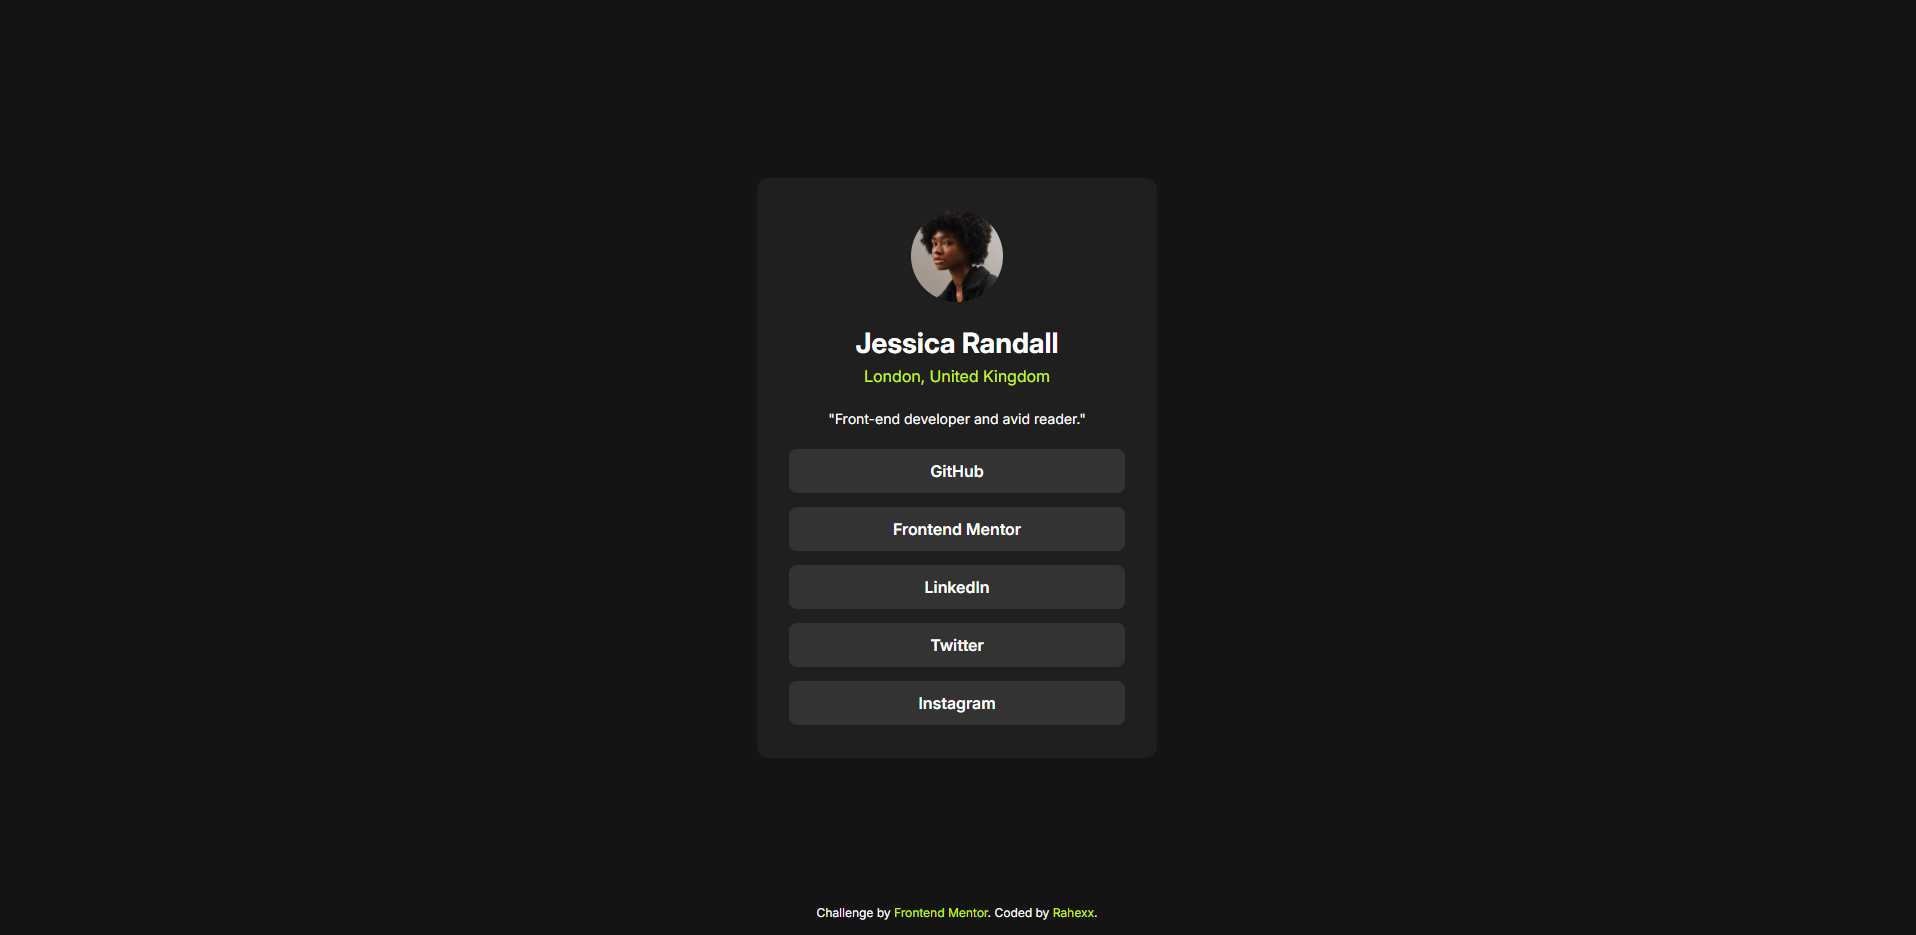 Jessica Randall
London, United Kingdom
"Front-end developer and avid reader."
GitHub
Frontend Mentor
LinkedIn
Twitter
Instagram
Challenge by Frontend Mentor. Coded by Rahexx.